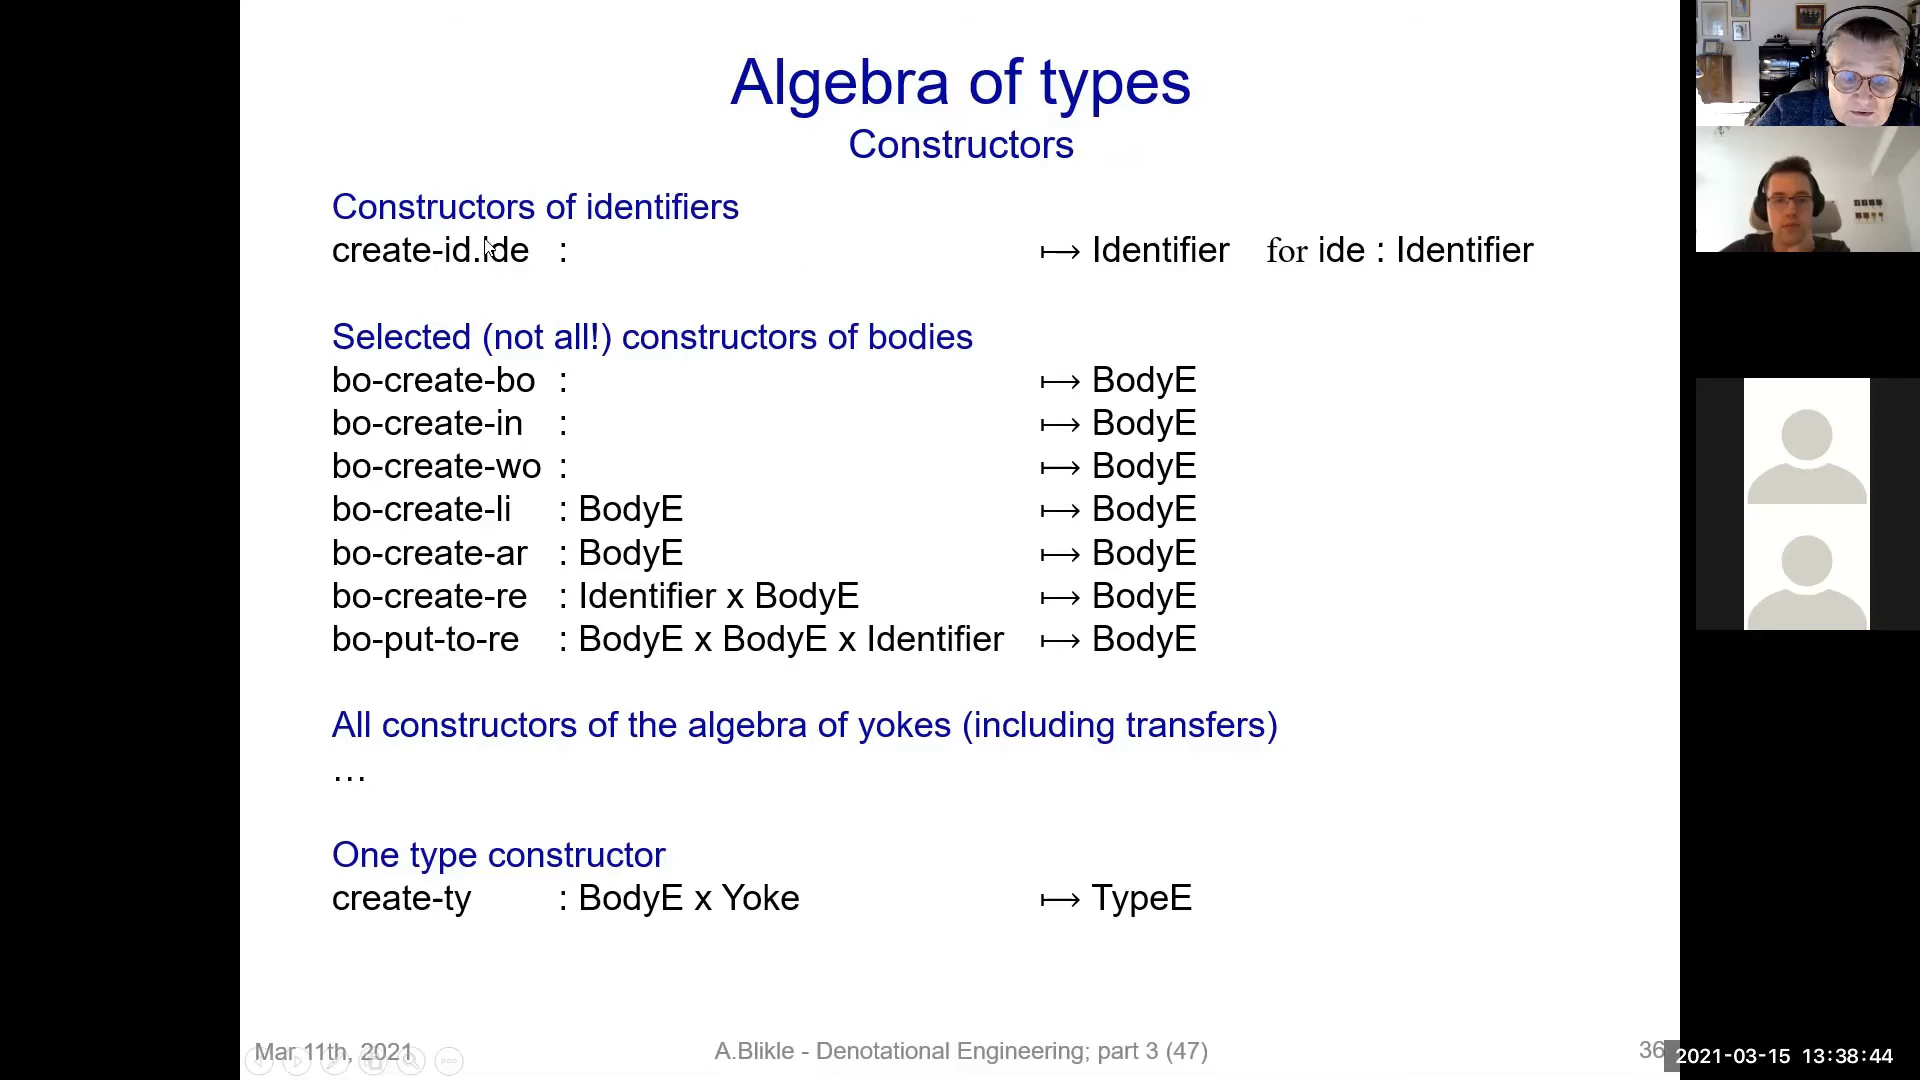 Algebra of types
Constructors
Constructors of identifiers
create-id.ide : ↦ Identifier for ide : Identifier
Selected (not all!) constructors of bodies
bo-create-bo : ↦ BodyE
bo-create-in : ↦ BodyE
bo-create-wo : ↦ BodyE
bo-create-li : BodyE ↦ BodyE
bo-create-ar : BodyE ↦ BodyE
bo-create-re : Identifier x BodyE ↦ BodyE
bo-put-to-re : BodyE x BodyE x Identifier ↦ BodyE
All constructors of the algebra of yokes (including transfers)
…
One type constructor
create-ty : BodyE x Yoke ↦ TypeE
Mar 11th, 2021 A.Blikle - Denotational Engineering; part 3 (47) 36
2021-03-15 13:38:44